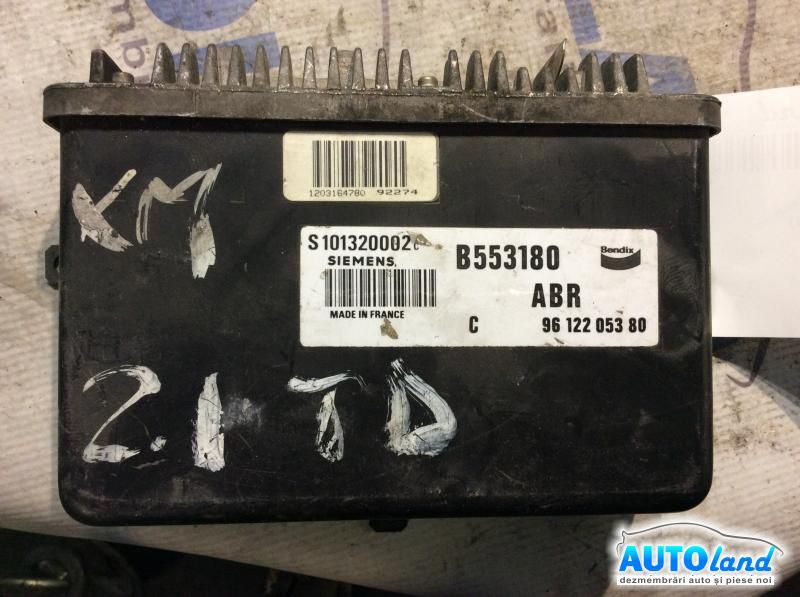 1203164780 92274
S101320002
SIEMENS
MADE IN FRANCE
B553180
Bendix
ABR
C 96 122 053 80
XM
2.1 TD
AUTOland
dezmembrări auto și piese noi